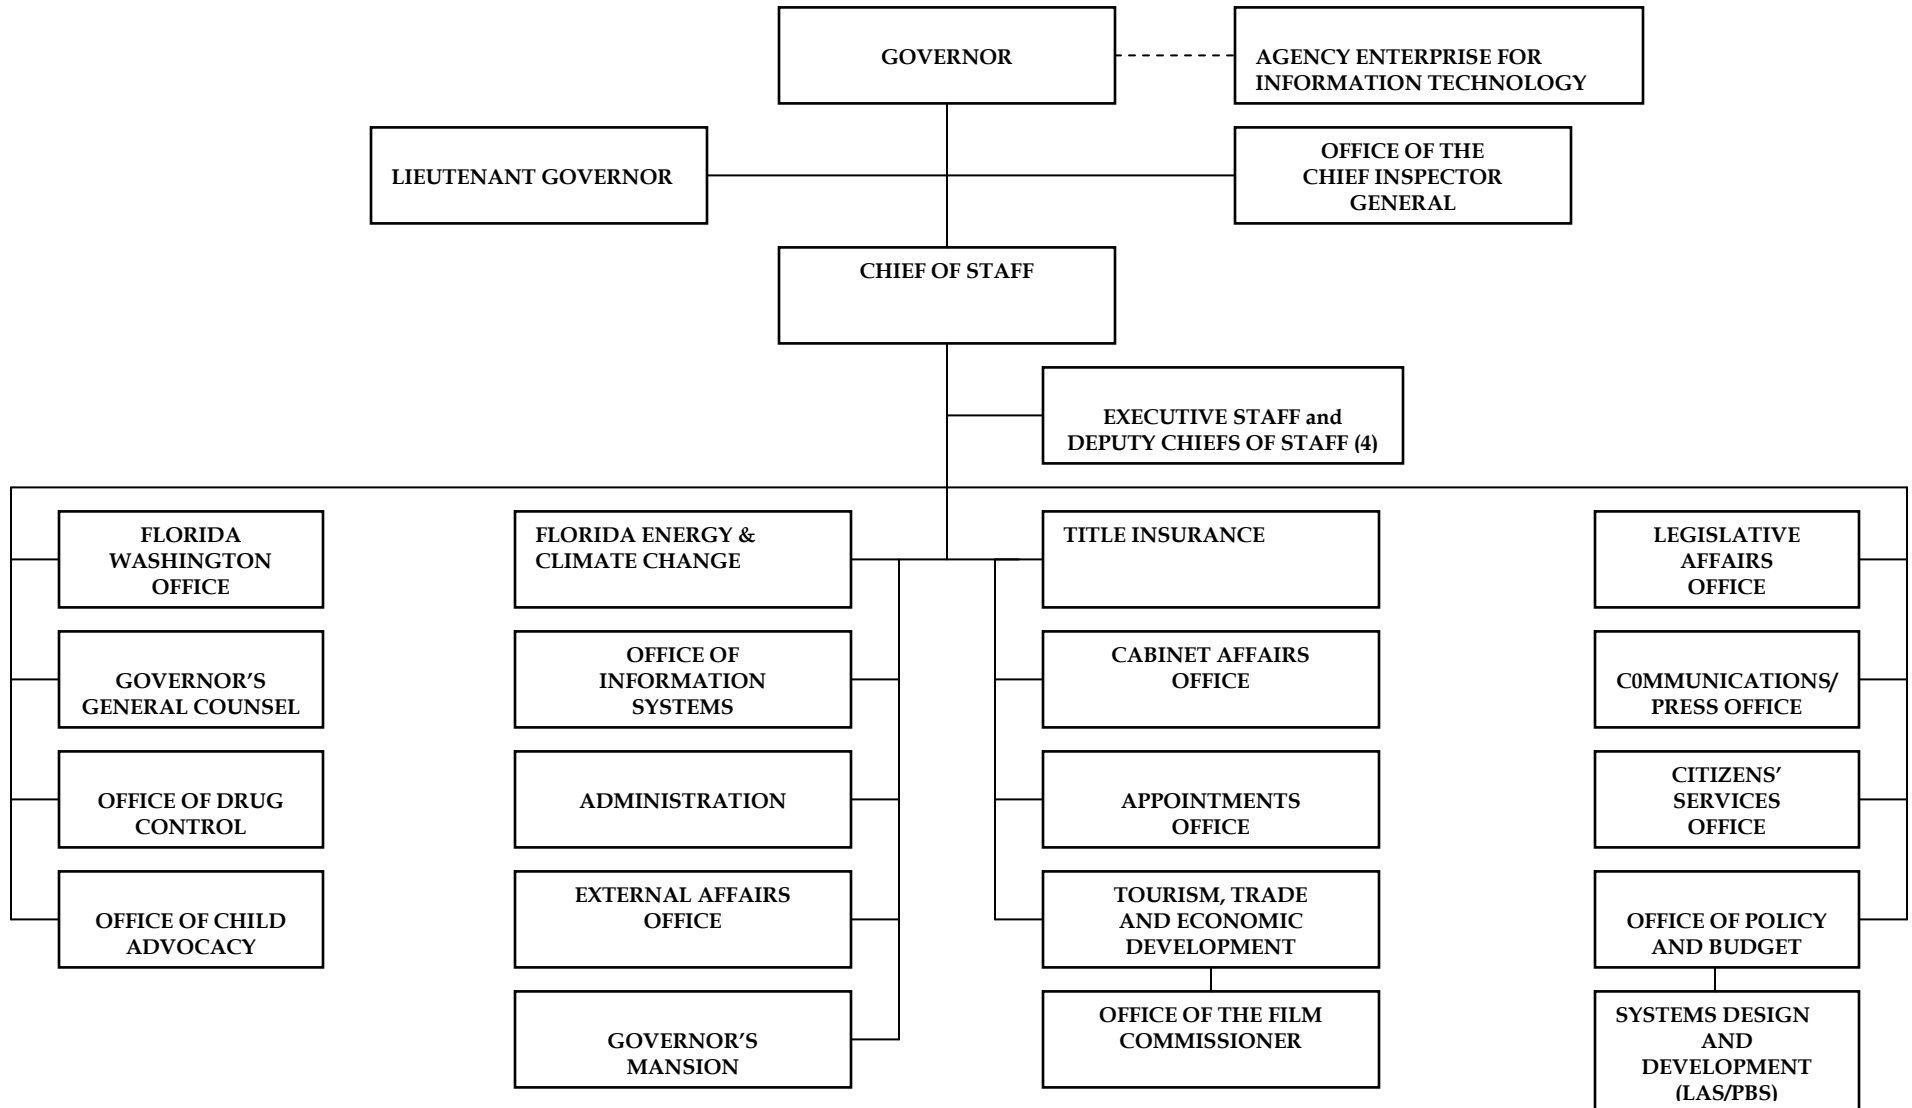 GOVERNOR
AGENCY ENTERPRISE FOR
INFORMATION TECHNOLOGY
LIEUTENANT GOVERNOR
OFFICE OF THE
CHIEF INSPECTOR
GENERAL
CHIEF OF STAFF
EXECUTIVE STAFF and
DEPUTY CHIEFS OF STAFF (4)
FLORIDA
WASHINGTON
OFFICE
FLORIDA ENERGY &
CLIMATE CHANGE
TITLE INSURANCE
LEGISLATIVE
AFFAIRS
OFFICE
GOVERNOR’S
GENERAL COUNSEL
OFFICE OF
INFORMATION
SYSTEMS
CABINET AFFAIRS
OFFICE
C0MMUNICATIONS/
PRESS OFFICE
OFFICE OF DRUG
CONTROL
ADMINISTRATION
APPOINTMENTS
OFFICE
CITIZENS’
SERVICES
OFFICE
OFFICE OF CHILD
ADVOCACY
EXTERNAL AFFAIRS
OFFICE
TOURISM, TRADE
AND ECONOMIC
DEVELOPMENT
OFFICE OF POLICY
AND BUDGET
GOVERNOR’S
MANSION
OFFICE OF THE FILM
COMMISSIONER
SYSTEMS DESIGN
AND
DEVELOPMENT
(LAS/PBS)